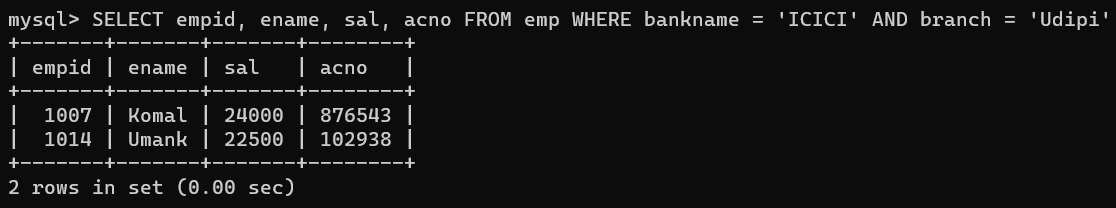 mysql> SELECT empid, ename, sal, acno FROM emp WHERE bankname = 'ICICI' AND branch = 'Udipi'
+-------+-------+-------+--------+
| empid | ename | sal   | acno   |
+-------+-------+-------+--------+
|  1007 | Komal | 24000 | 876543 |
|  1014 | Umank | 22500 | 102938 |
+-------+-------+-------+--------+
2 rows in set (0.00 sec)